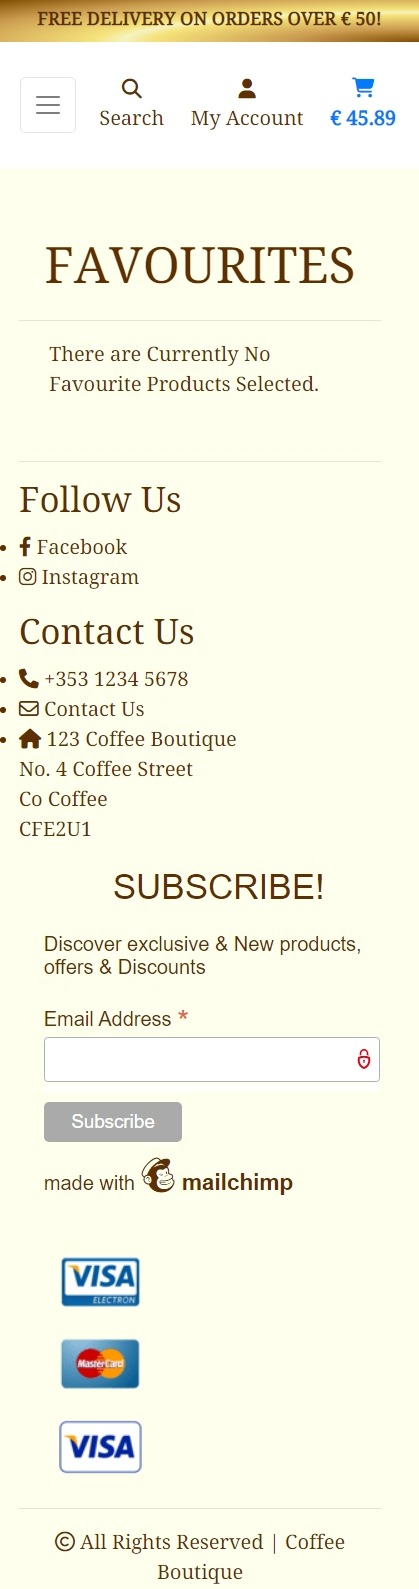 FREE DELIVERY ON ORDERS OVER € 50!
Search
My Account
€ 45.89
FAVOURITES
There are Currently No
Favourite Products Selected.
Follow Us
Facebook
Instagram
Contact Us
+353 1234 5678
Contact Us
123 Coffee Boutique
No. 4 Coffee Street
Co Coffee
CFE2U1
SUBSCRIBE!
Discover exclusive & New products,
offers & Discounts
Email Address *
Subscribe
made with mailchimp
VISA
ELECTRON
MasterCard
VISA
© All Rights Reserved | Coffee
Boutique